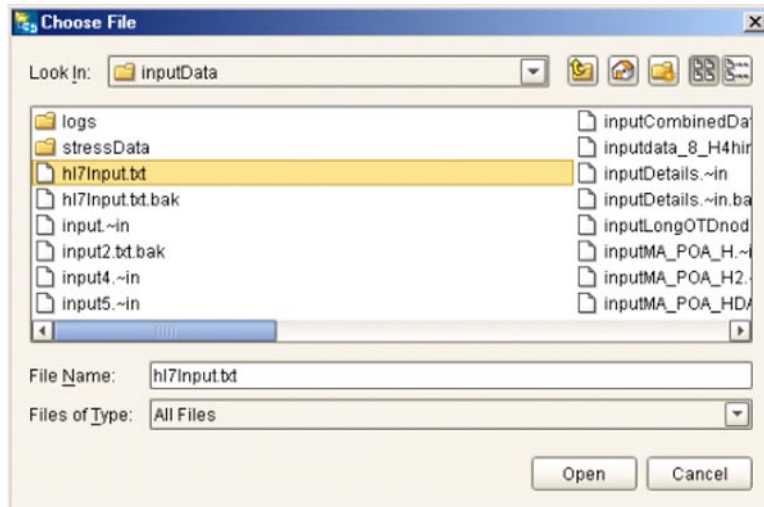 Choose File
Look In: inputData
logs
stressData
hl7Input.txt
hl7Input.txt.bak
input.~in
input2.txt.bak
input4.~in
input5.~in
inputCombinedDa
inputdata_8_H4hir
inputDetails.~in
inputDetails.~in.ba
inputLongOTDnod
inputMA_POA_H.~i
inputMA_POA_H2.~
inputMA_POA_HDA
File Name: hl7Input.txt
Files of Type: All Files
Open Cancel